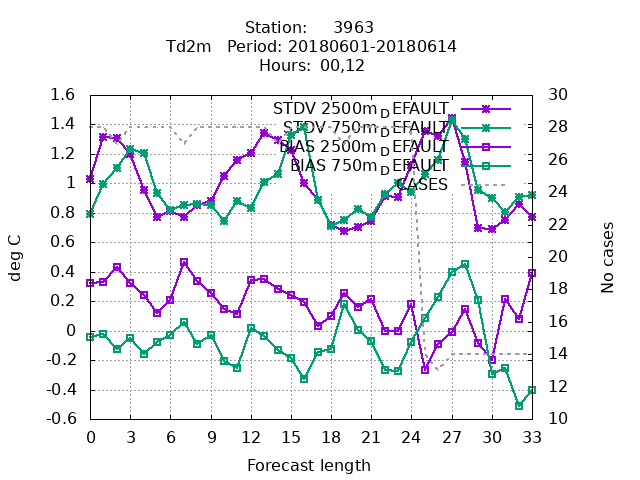 Station: 3963
Td2m Period: 20180601-20180614
Hours: 00,12
1.6
1.4
1.2
1
0.8
0.6
0.4
0.2
0
-0.2
-0.4
-0.6
deg C
STDV 2500m_DEFAULT
STDV 750m_DEFAULT
BIAS 2500m_DEFAULT
BIAS 750m_DEFAULT
CASES
30
28
26
24
22
20
18
16
14
12
10
No cases
0 3 6 9 12 15 18 21 24 27 30 33
Forecast length